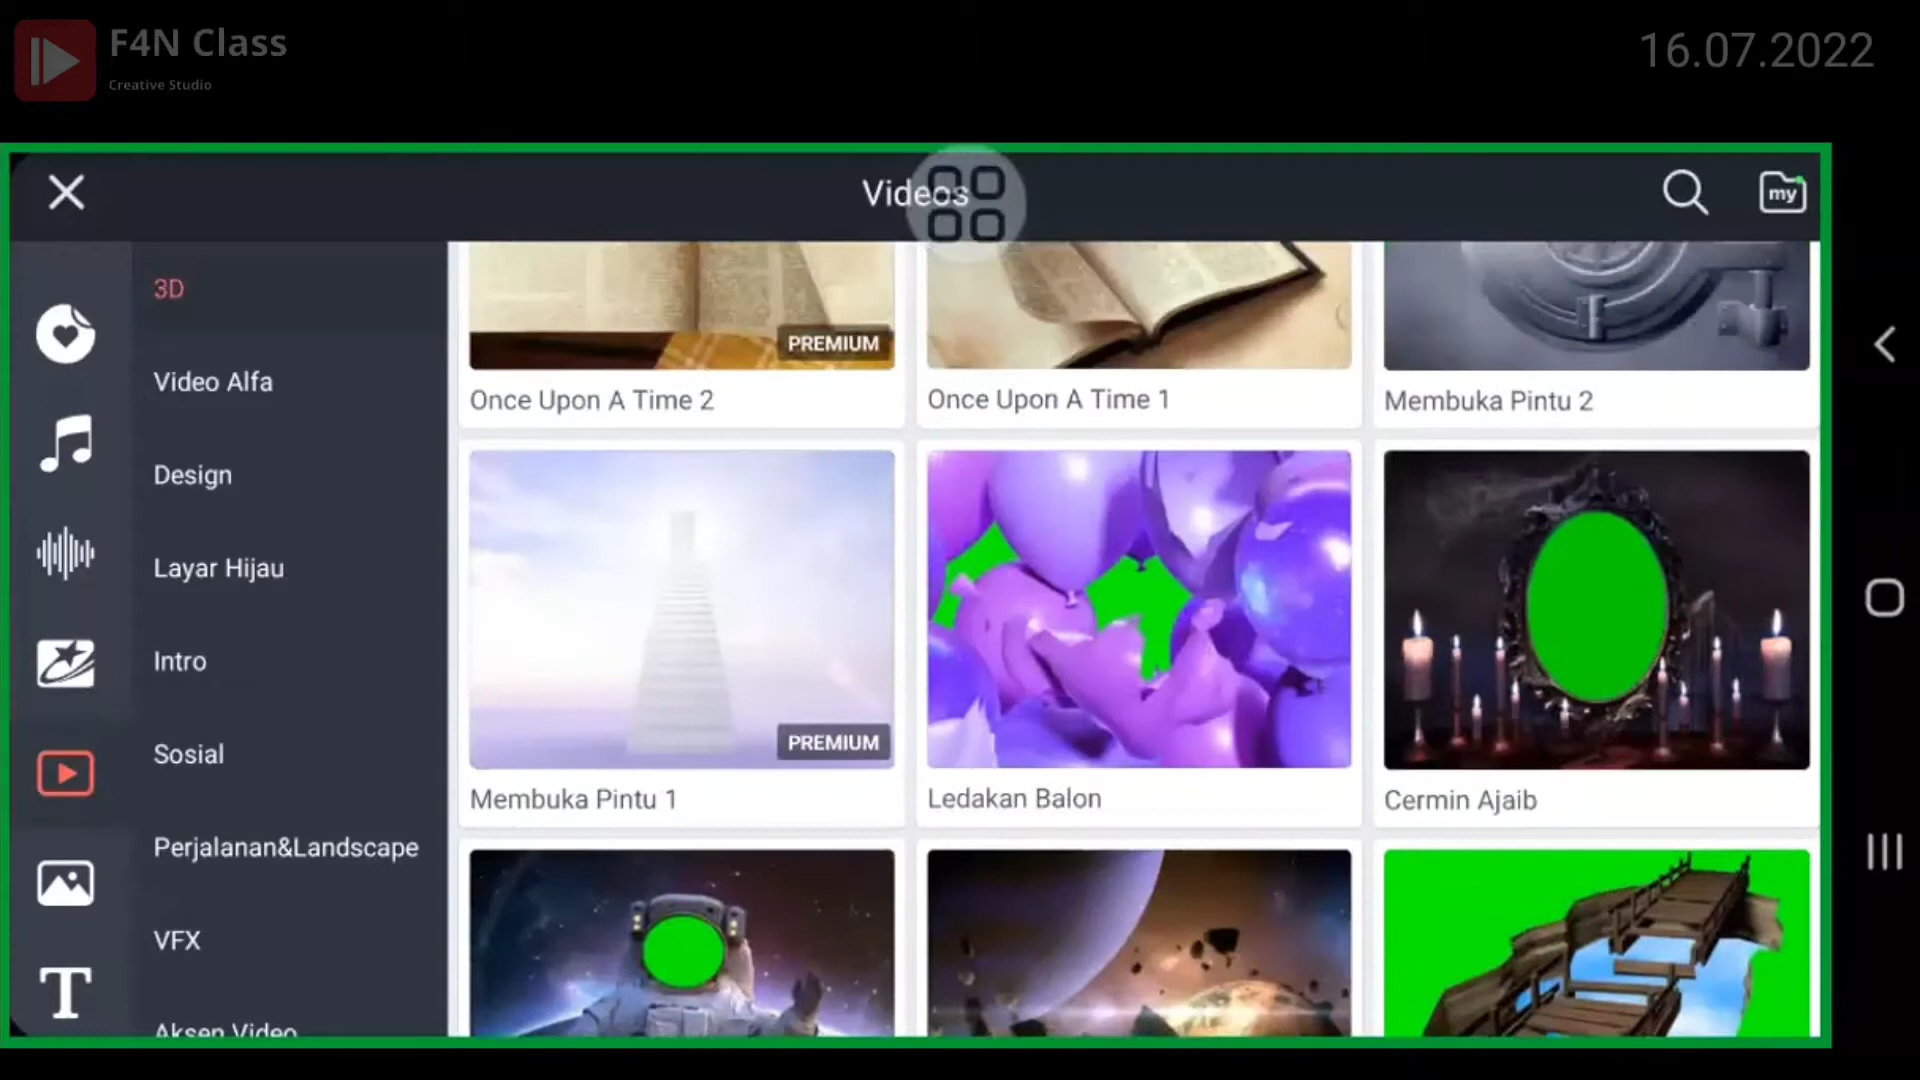 F4N Class
Creative Studio
16.07.2022
Videos
my
3D
Video Alfa
Design
Layar Hijau
Intro
Sosial
Perjalanan&Landscape
VFX
Aksen Video
T
PREMIUM
Once Upon A Time 2
Once Upon A Time 1
Membuka Pintu 2
PREMIUM
Membuka Pintu 1
Ledakan Balon
Cermin Ajaib